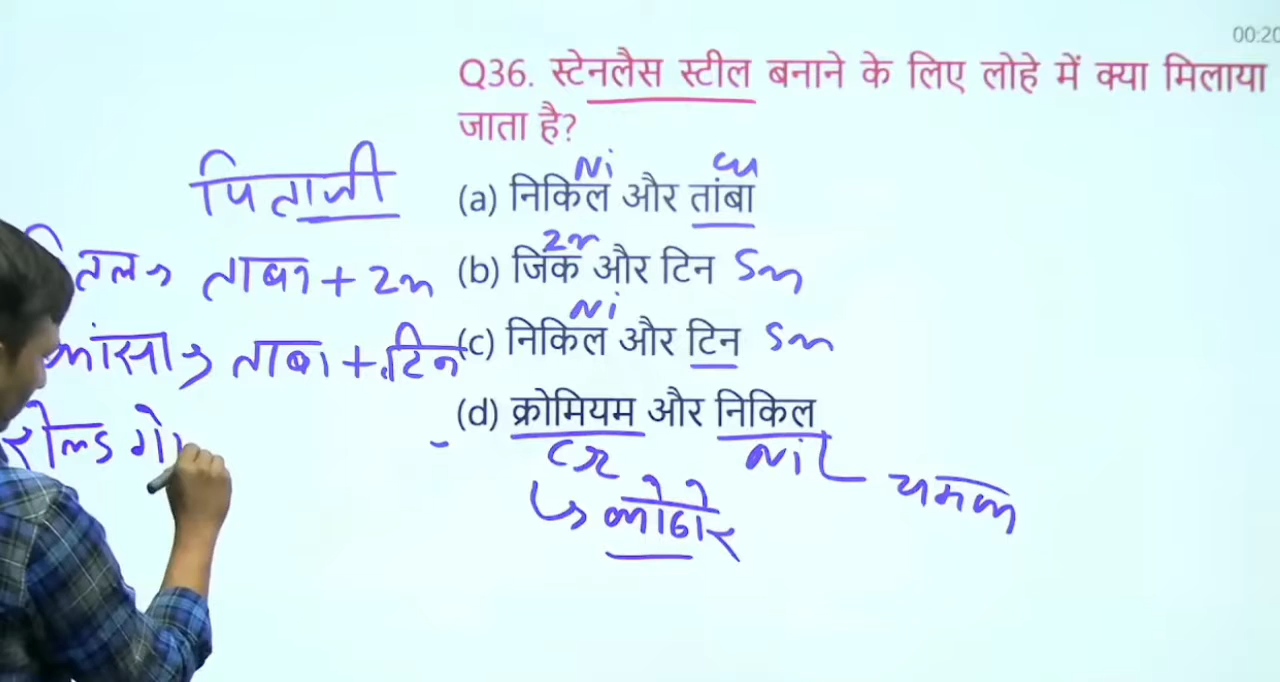 00:20
Q36. स्टेनलैस स्टील बनाने के लिए लोहे में क्या मिलाया
जाता है?
पिताजी
Ni Cu
(a) निकिल और तांबा
Zn
तल → ताबा + Zn (b) जिंक और टिन Sn
Ni
कांसा → ताबा + टिन (c) निकिल और टिन Sn
(d) क्रोमियम और निकिल
रोल्ड गो
Cr Ni चमक
↳ कठोर